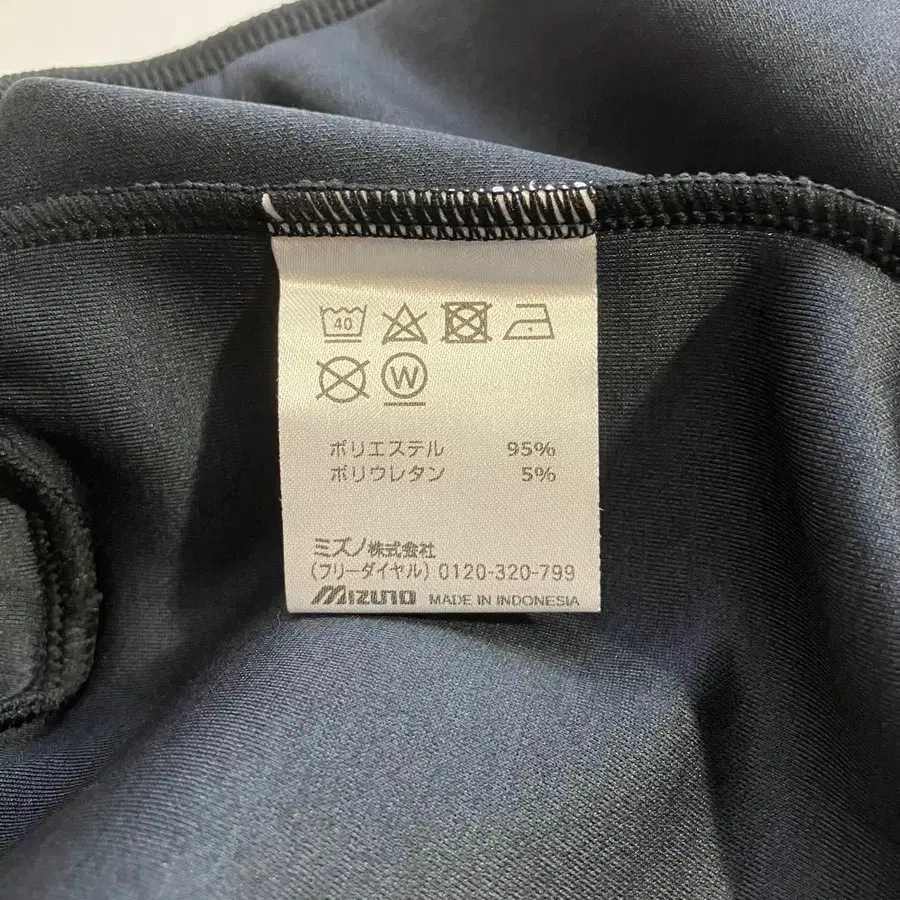 40
W
ポリエステル 95%
ポリウレタン 5%
ミズノ株式会社
(フリーダイヤル) 0120-320-799
MIZUNO MADE IN INDONESIA